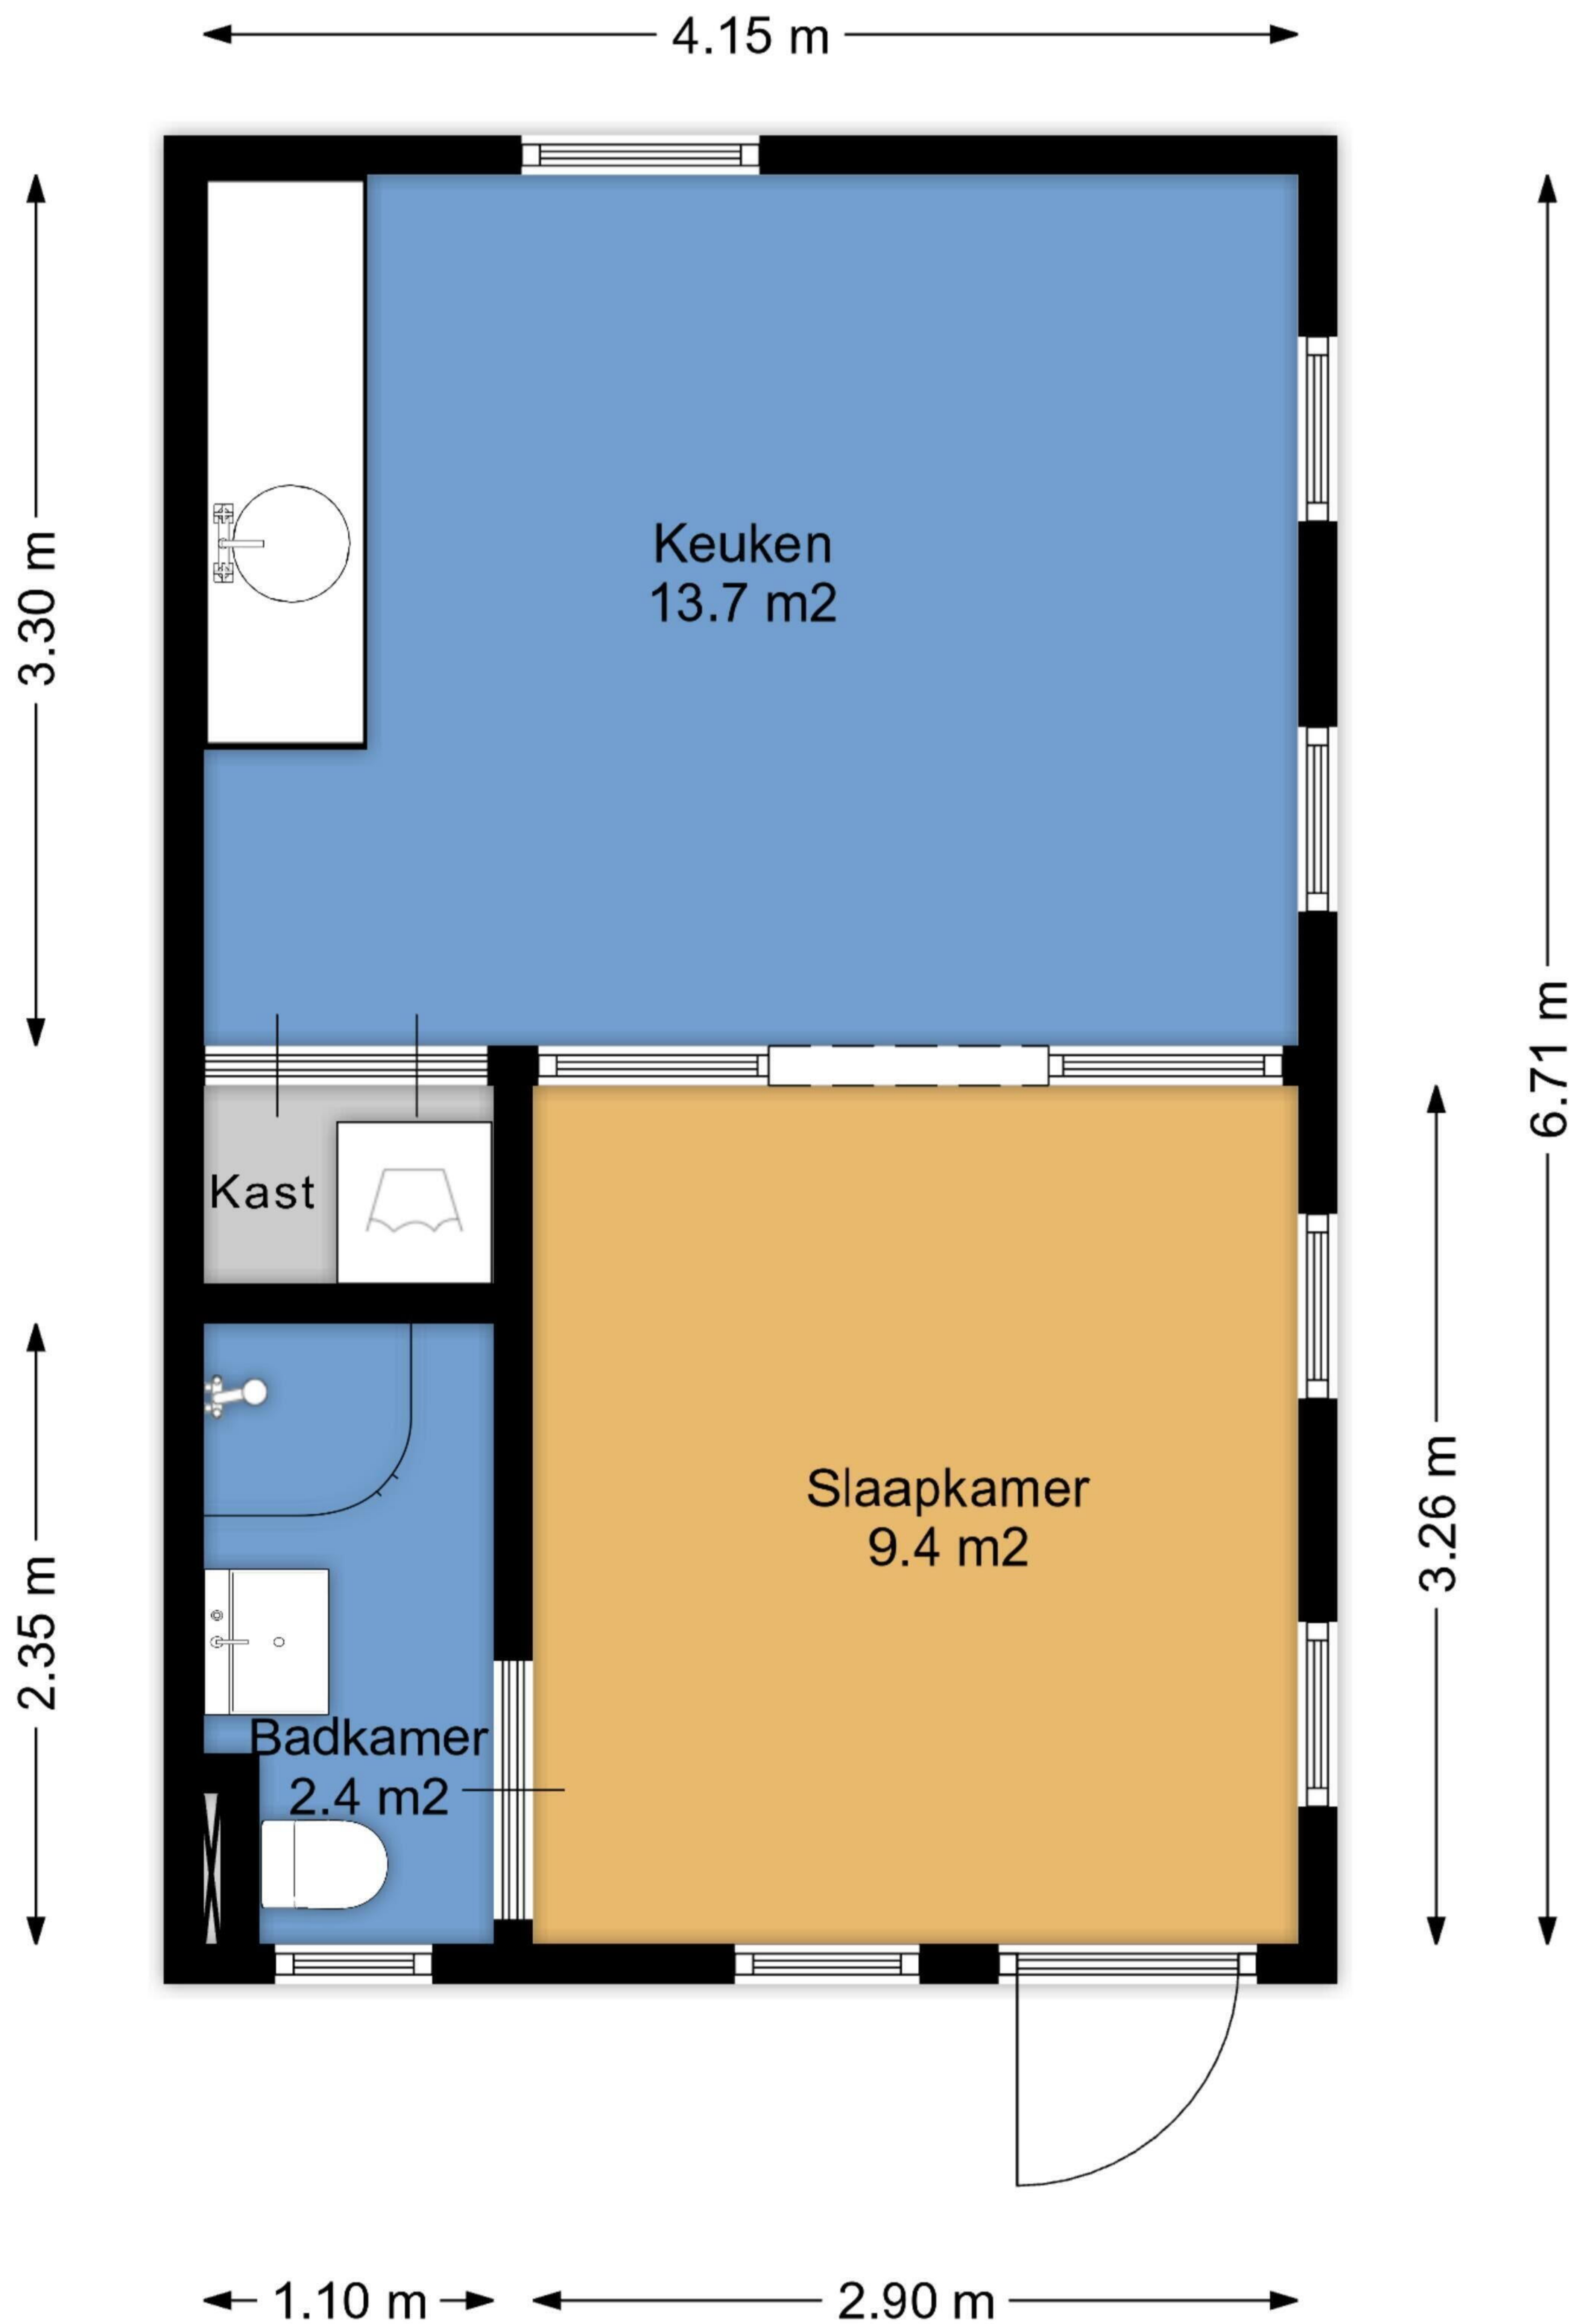 4.15 m
3.30 m
Keuken
13.7 m2
6.71 m
Kast
3.26 m
Slaapkamer
9.4 m2
2.35 m
Badkamer
2.4 m2
1.10 m
2.90 m